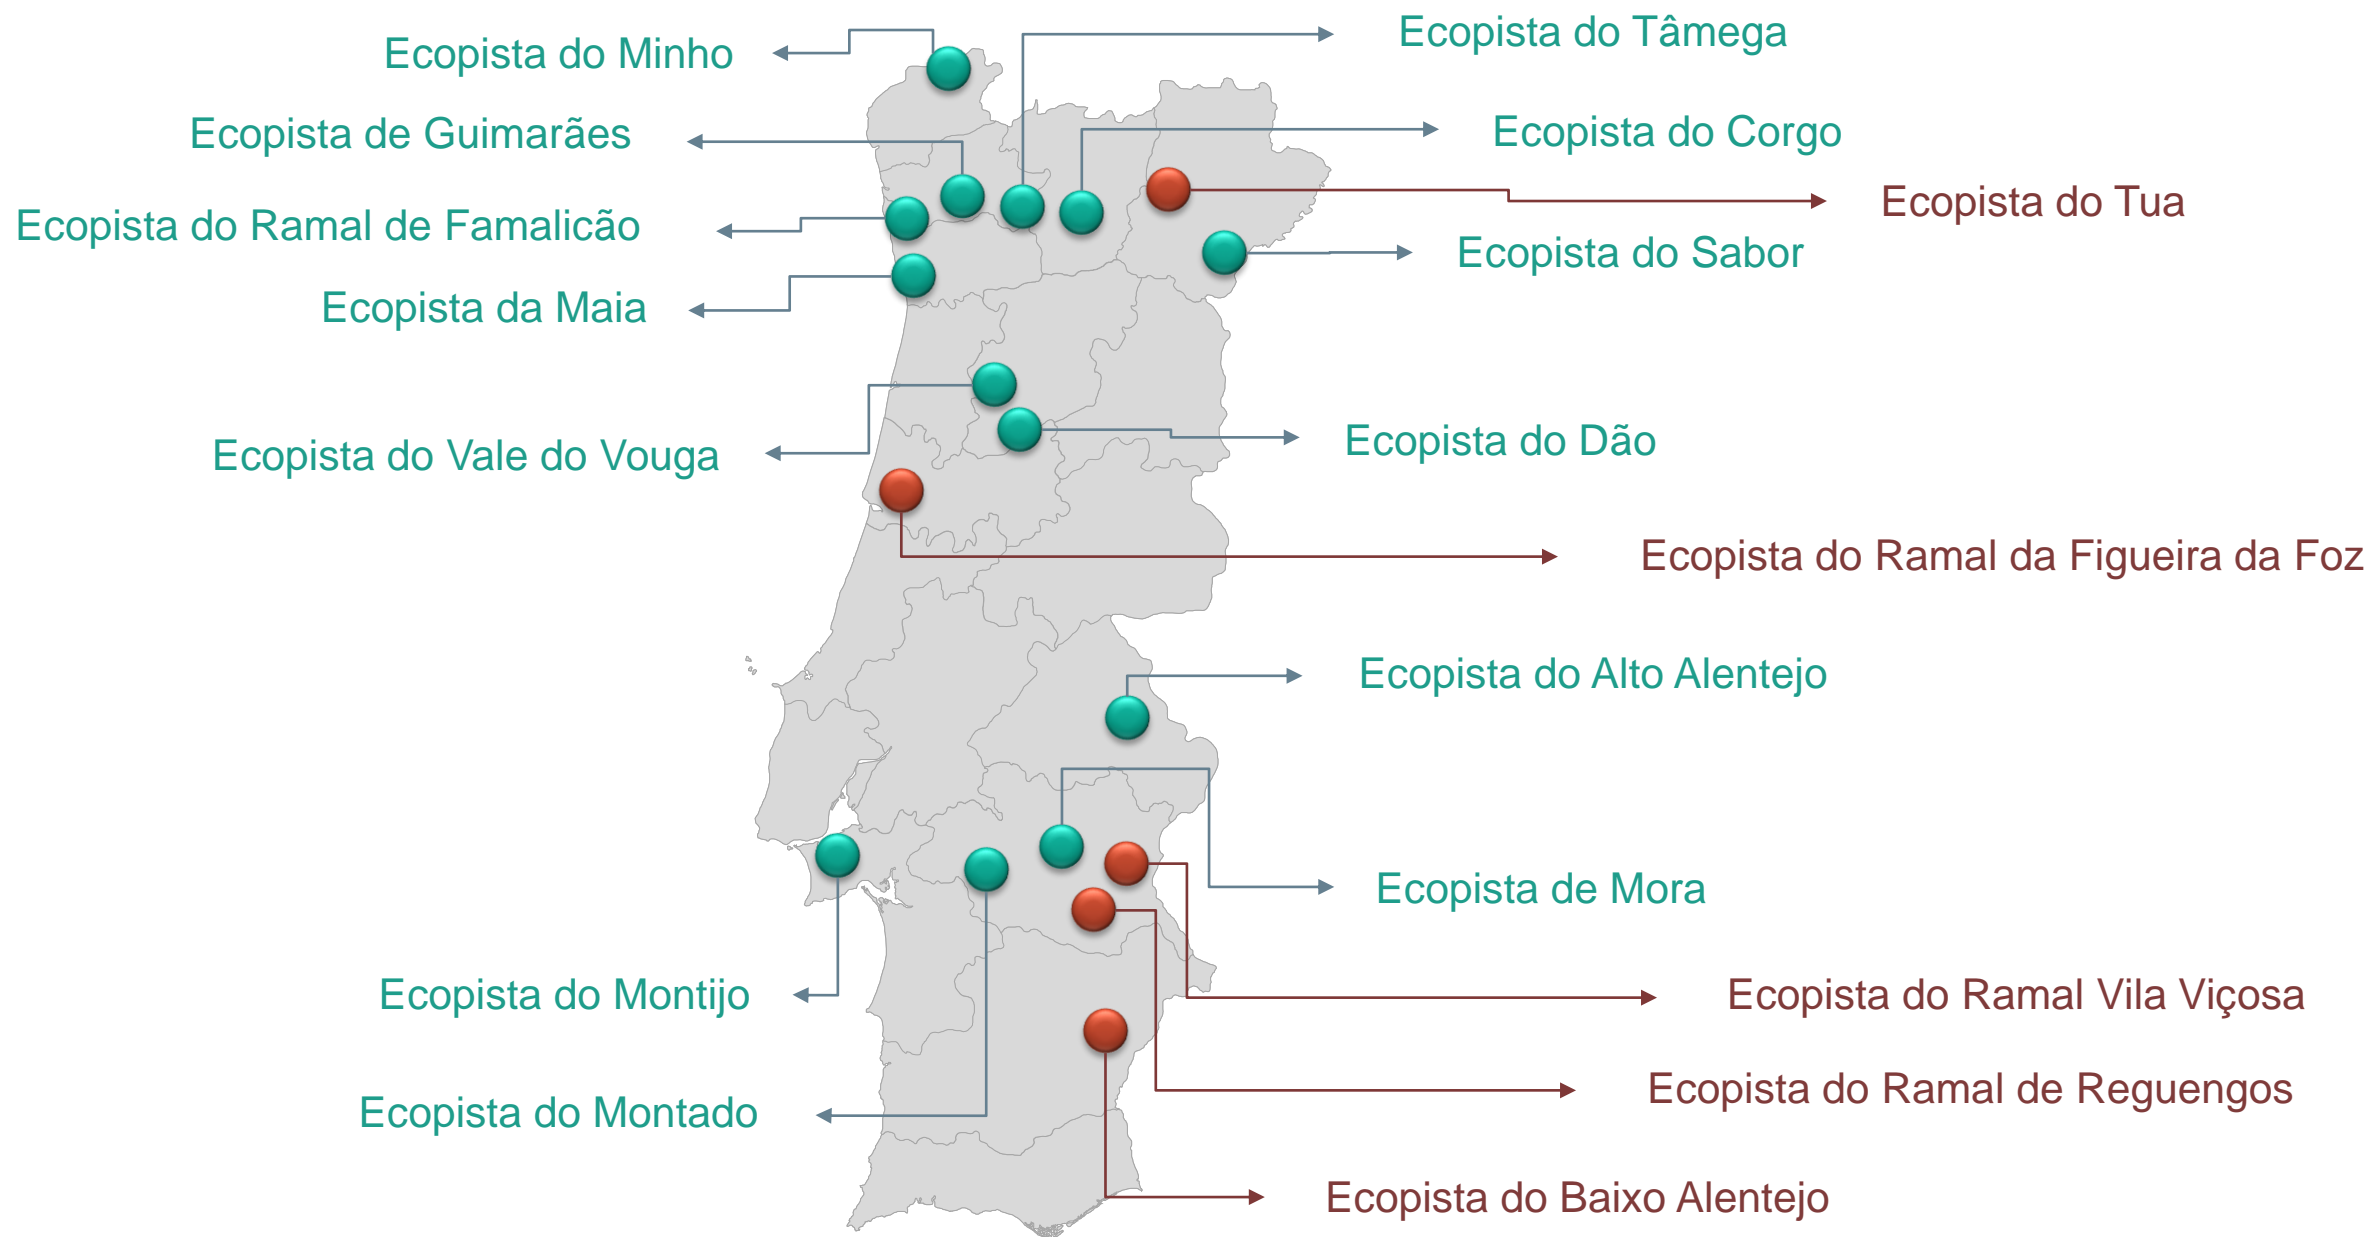 Ecopista do Tâmega
Ecopista do Minho
Ecopista de Guimarães
Ecopista do Corgo
Ecopista do Tua
Ecopista do Ramal de Famalicão
Ecopista do Sabor
Ecopista da Maia
Ecopista do Dão
Ecopista do Vale do Vouga
Ecopista do Ramal da Figueira da Foz
Ecopista do Alto Alentejo
Ecopista de Mora
Ecopista do Montijo
Ecopista do Ramal Vila Viçosa
Ecopista do Ramal de Reguengos
Ecopista do Montado
Ecopista do Baixo Alentejo